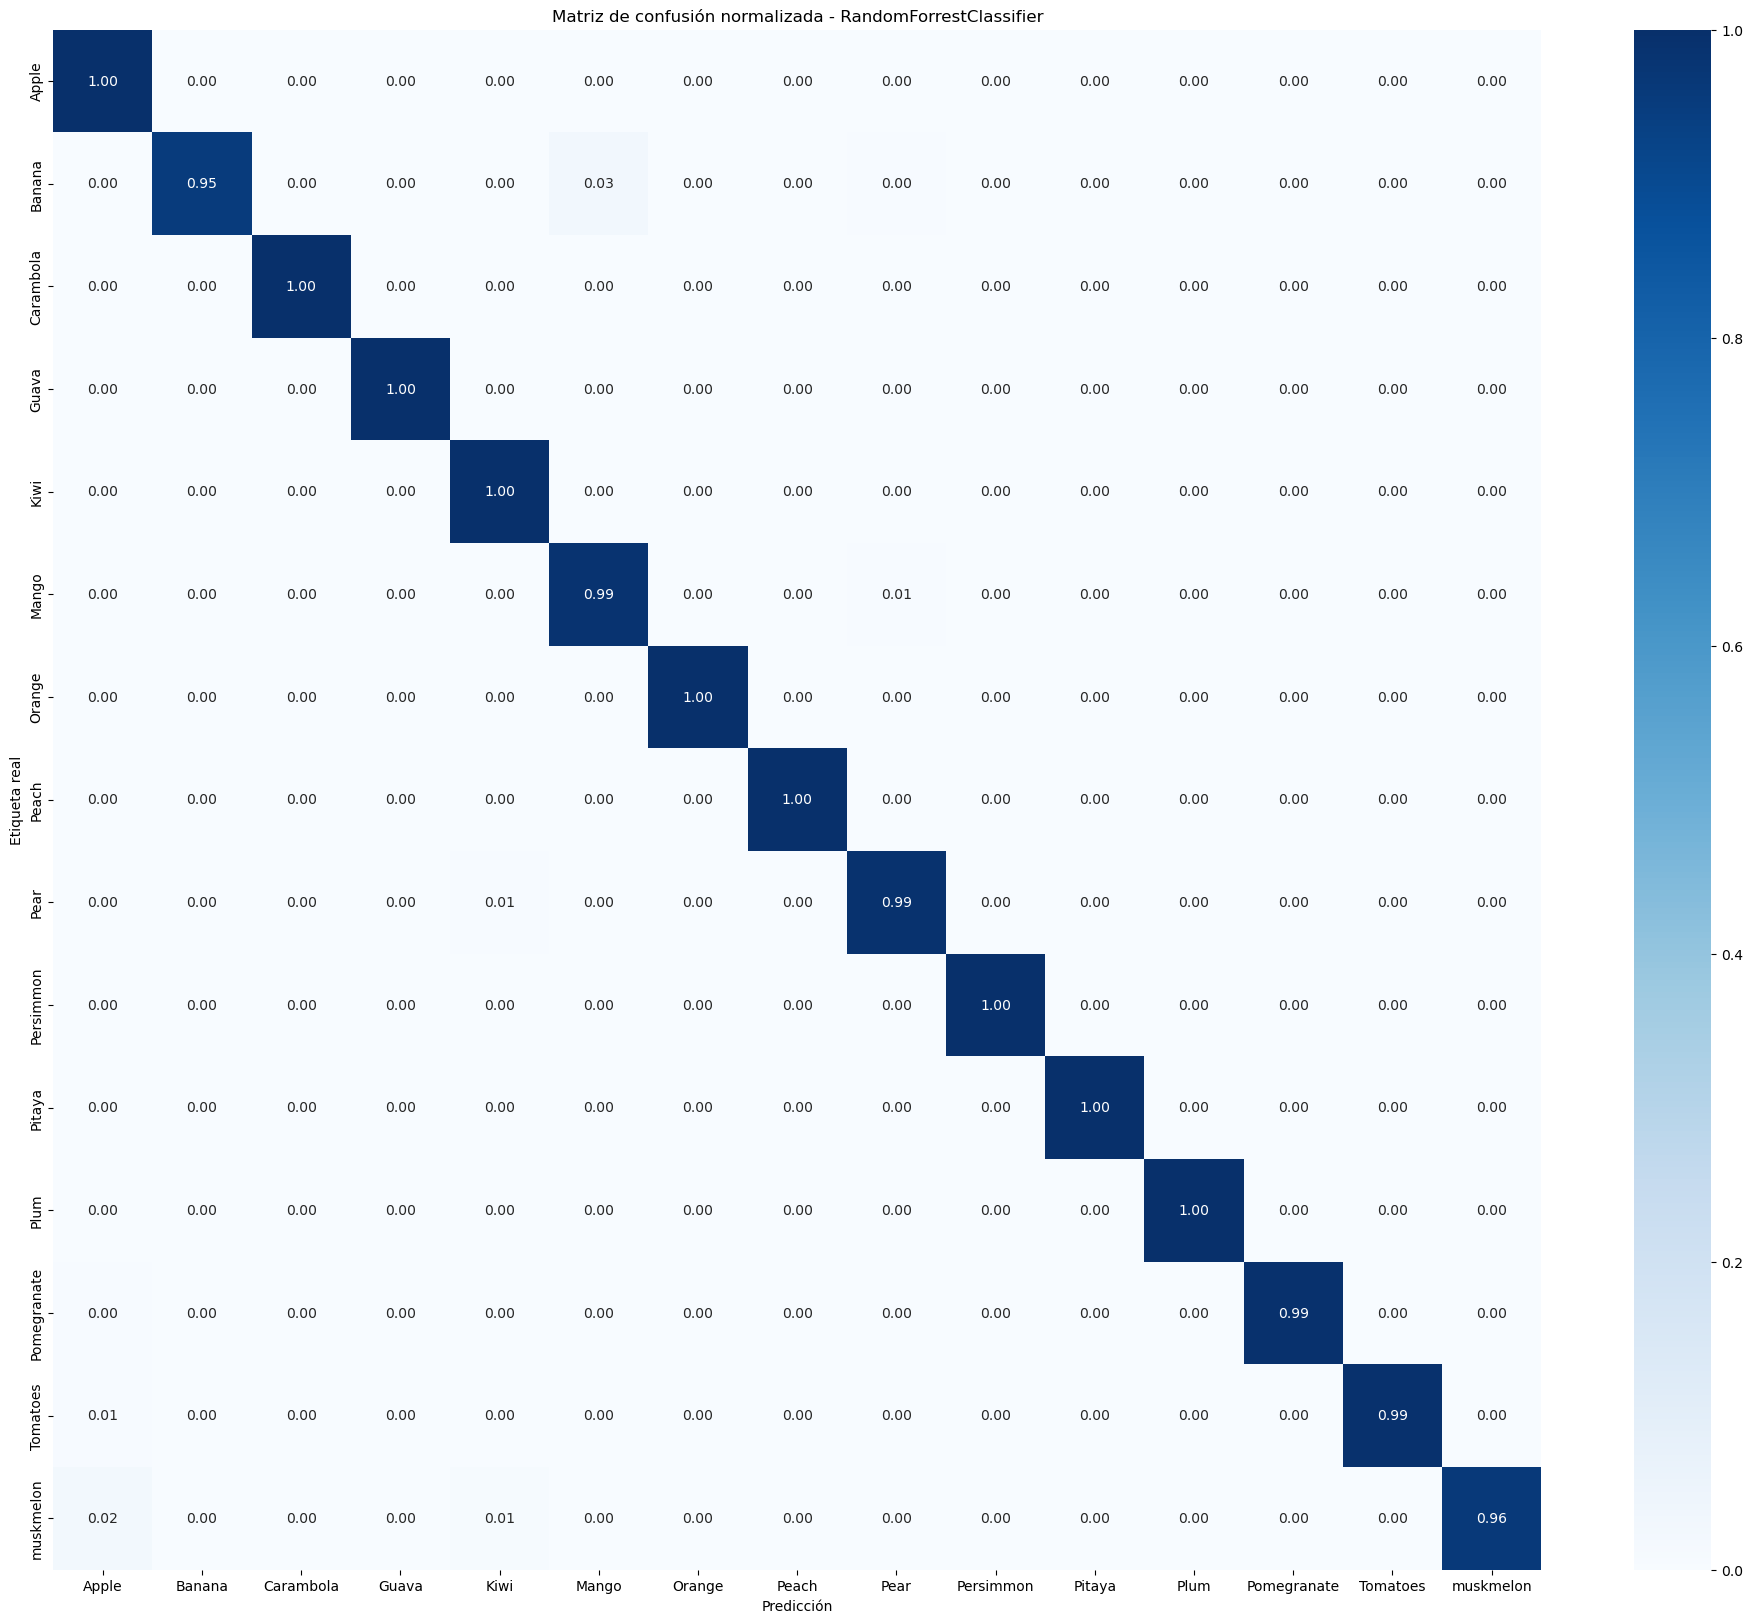 Matriz de confusión normalizada - RandomForrestClassifier
Apple 1.00 0.00 0.00 0.00 0.00 0.00 0.00 0.00 0.00 0.00 0.00 0.00 0.00 0.00 0.00
Banana 0.00 0.95 0.00 0.00 0.00 0.03 0.00 0.00 0.00 0.00 0.00 0.00 0.00 0.00 0.00
Carambola 0.00 0.00 1.00 0.00 0.00 0.00 0.00 0.00 0.00 0.00 0.00 0.00 0.00 0.00 0.00
Guava 0.00 0.00 0.00 1.00 0.00 0.00 0.00 0.00 0.00 0.00 0.00 0.00 0.00 0.00 0.00
Kiwi 0.00 0.00 0.00 0.00 1.00 0.00 0.00 0.00 0.00 0.00 0.00 0.00 0.00 0.00 0.00
Mango 0.00 0.00 0.00 0.00 0.00 0.99 0.00 0.00 0.01 0.00 0.00 0.00 0.00 0.00 0.00
Orange 0.00 0.00 0.00 0.00 0.00 0.00 1.00 0.00 0.00 0.00 0.00 0.00 0.00 0.00 0.00
Etiqueta real
Peach 0.00 0.00 0.00 0.00 0.00 0.00 0.00 1.00 0.00 0.00 0.00 0.00 0.00 0.00 0.00
Pear 0.00 0.00 0.00 0.00 0.01 0.00 0.00 0.00 0.99 0.00 0.00 0.00 0.00 0.00 0.00
Persimmon 0.00 0.00 0.00 0.00 0.00 0.00 0.00 0.00 0.00 1.00 0.00 0.00 0.00 0.00 0.00
Pitaya 0.00 0.00 0.00 0.00 0.00 0.00 0.00 0.00 0.00 0.00 1.00 0.00 0.00 0.00 0.00
Plum 0.00 0.00 0.00 0.00 0.00 0.00 0.00 0.00 0.00 0.00 0.00 1.00 0.00 0.00 0.00
Pomegranate 0.00 0.00 0.00 0.00 0.00 0.00 0.00 0.00 0.00 0.00 0.00 0.00 0.99 0.00 0.00
Tomatoes 0.01 0.00 0.00 0.00 0.00 0.00 0.00 0.00 0.00 0.00 0.00 0.00 0.00 0.99 0.00
muskmelon 0.02 0.00 0.00 0.00 0.01 0.00 0.00 0.00 0.00 0.00 0.00 0.00 0.00 0.00 0.96
Apple Banana Carambola Guava Kiwi Mango Orange Peach Pear Persimmon Pitaya Plum Pomegranate Tomatoes muskmelon
Predicción
1.0
0.8
0.6
0.4
0.2
0.0